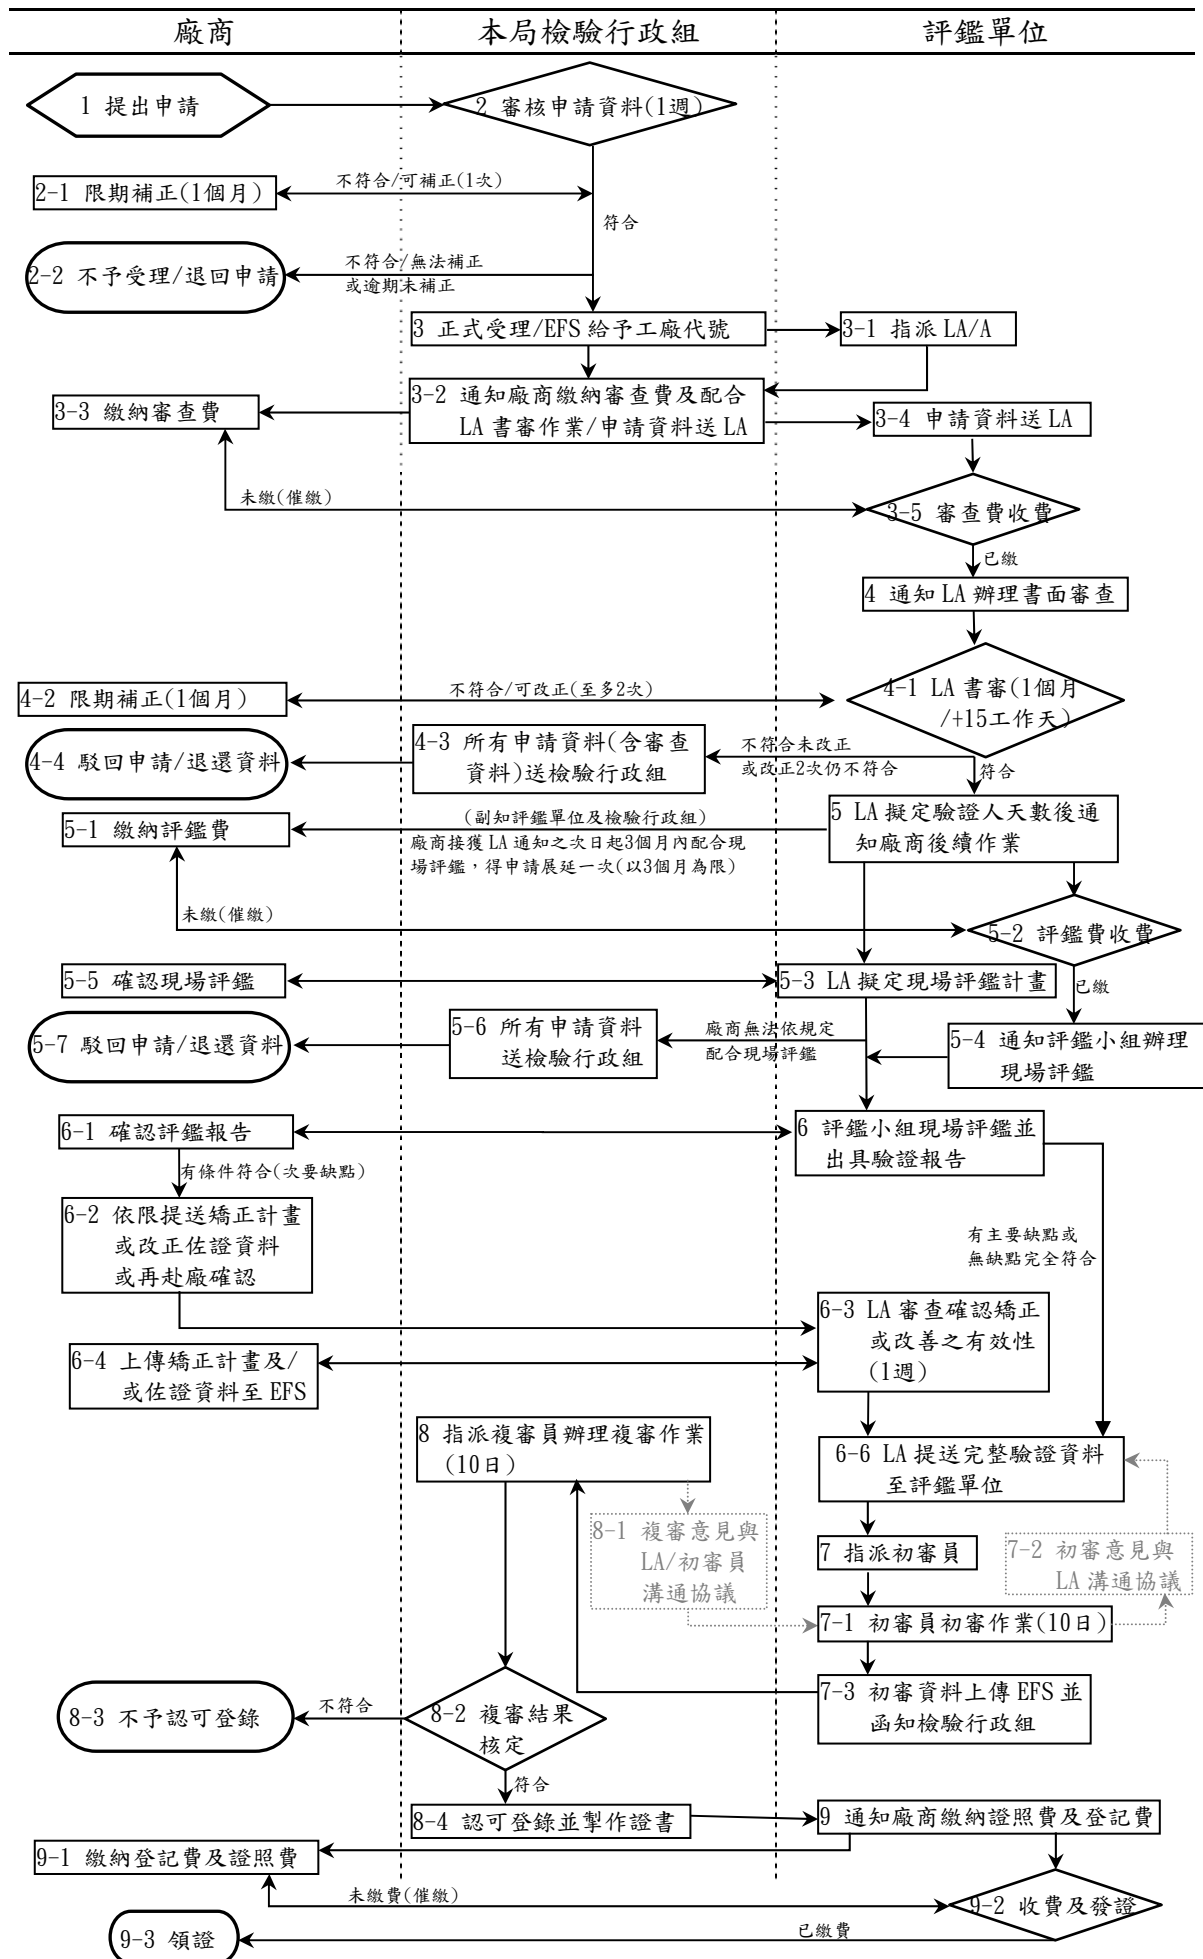 廠商
本局檢驗行政組
評鑑單位
1 提出申請
2 審核申請資料(1週)
不符合/可補正(1次)
2-1 限期補正(1個月)
符合
不符合/無法補正
或逾期未補正
2-2 不予受理/退回申請
3 正式受理/EFS 給予工廠代號
3-1 指派 LA/A
3-2 通知廠商繳納審查費及配合
LA 書審作業/申請資料送 LA
3-3 繳納審查費
3-4 申請資料送 LA
未繳(催繳)
3-5 審查費收費
已繳
4 通知 LA 辦理書面審查
4-1 LA 書審(1個月
/+15工作天)
不符合/可改正(至多2次)
4-2 限期補正(1個月)
4-3 所有申請資料(含審查
資料)送檢驗行政組
不符合未改正
或改正2次仍不符合
符合
4-4 駁回申請/退還資料
5 LA 擬定驗證人天數後通
知廠商後續作業
(副知評鑑單位及檢驗行政組)
廠商接獲 LA 通知之次日起3個月內配合現
場評鑑，得申請展延一次(以3個月為限)
5-1 繳納評鑑費
未繳(催繳)
5-2 評鑑費收費
已繳
5-5 確認現場評鑑
5-3 LA 擬定現場評鑑計畫
5-6 所有申請資料
送檢驗行政組
廠商無法依規定
配合現場評鑑
5-7 駁回申請/退還資料
5-4 通知評鑑小組辦理
現場評鑑
6-1 確認評鑑報告
6 評鑑小組現場評鑑並
出具驗證報告
有條件符合(次要缺點)
6-2 依限提送矯正計畫
或改正佐證資料
或再赴廠確認
有主要缺點或
無缺點完全符合
6-3 LA 審查確認矯正
或改善之有效性
(1週)
6-4 上傳矯正計畫及/
或佐證資料至 EFS
8 指派複審員辦理複審作業
(10日)
6-6 LA 提送完整驗證資料
至評鑑單位
8-1 複審意見與
LA/初審員
溝通協議
7 指派初審員
7-2 初審意見與
LA 溝通協議
7-1 初審員初審作業(10日)
7-3 初審資料上傳 EFS 並
函知檢驗行政組
8-2 複審結果
核定
不符合
8-3 不予認可登錄
符合
8-4 認可登錄並掣作證書
9 通知廠商繳納證照費及登記費
9-1 繳納登記費及證照費
未繳費(催繳)
9-2 收費及發證
已繳費
9-3 領證